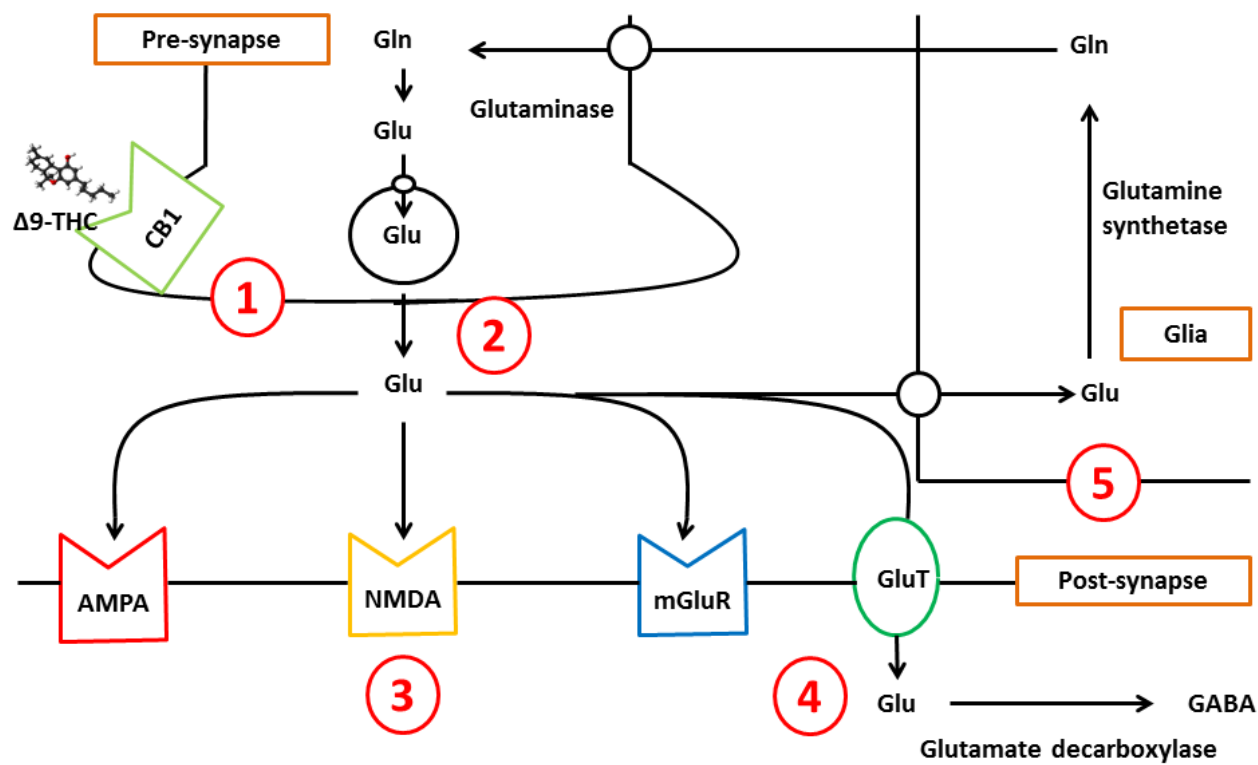 Pre-synapse
Gln
Gln
Glutaminase
Glu
Δ9-THC
CB1
Glu
Glutamine
synthetase
1
2
Glia
Glu
Glu
5
AMPA
NMDA
mGluR
GluT
Post-synapse
3
4
Glu
GABA
Glutamate decarboxylase